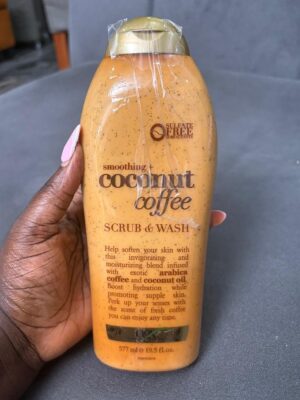 SULFATE
FREE
smoothing +
coconut
coffee
SCRUB & WASH
Help soften your skin with
this invigorating and
moisturizing blend infused
with exotic arabica
coffee and coconut oil.
Boost hydration while
promoting supple skin.
Perk up your senses with
the scent of fresh coffee
you can enjoy any time.
577 ml e 19.5 fl. oz.